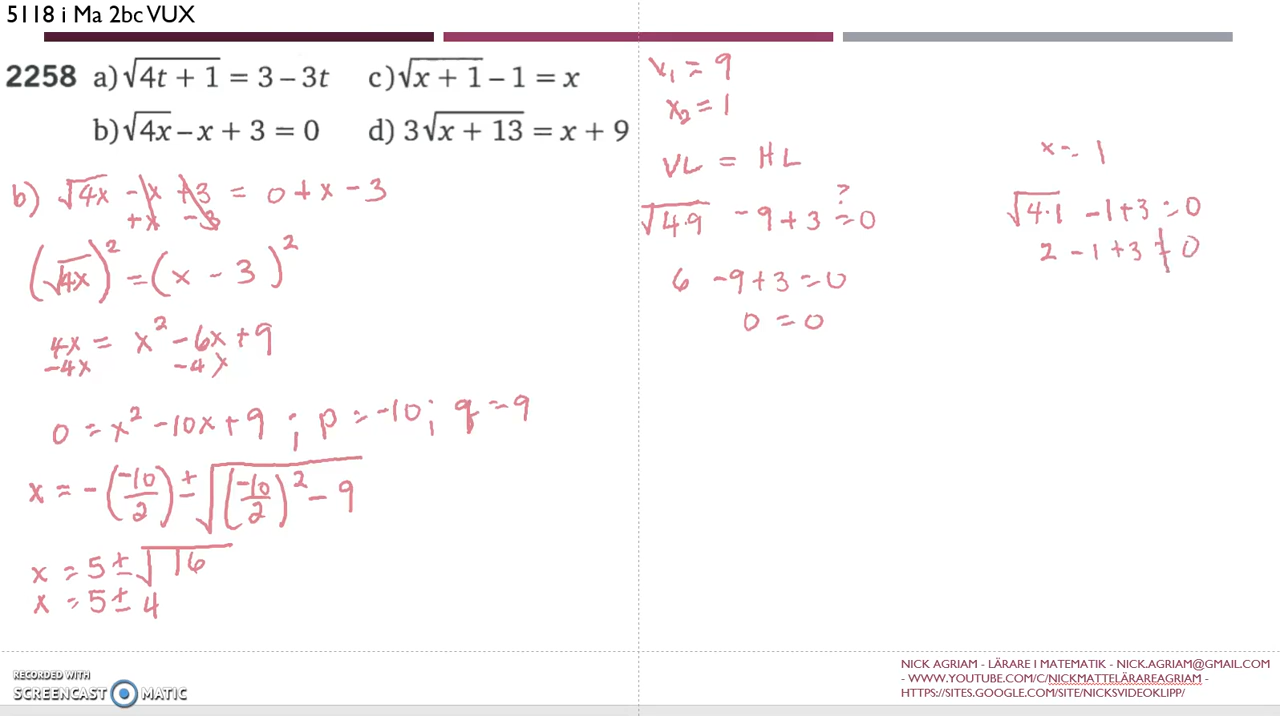 5118 i Ma 2bc VUX
2258 a) √(4t + 1) = 3 – 3t c) √(x + 1) – 1 = x
b) √(4x) – x + 3 = 0 d) 3√(x + 13) = x + 9
b) √(4x) - x + 3 = 0 + x - 3
+x - 3
(√(4x))² = (x - 3)²
4x = x² - 6x + 9
-4x -4x
0 = x² - 10x + 9 ; p = -10 ; q = 9
x = - (-10/2) ± √((-10/2)² - 9)
x = 5 ± √16
x = 5 ± 4
x₁ = 9
x₂ = 1
VL = HL
?
√(4·9) - 9 + 3 = 0
6 - 9 + 3 = 0
0 = 0
x = 1
√(4·1) - 1 + 3 = 0
2 - 1 + 3 ≠ 0
RECORDED WITH
SCREENCAST MATIC
NICK AGRIAM - LÄRARE I MATEMATIK - NICK.AGRIAM@GMAIL.COM
- WWW.YOUTUBE.COM/C/NICKMATTELÄRAREAGRIAM -
HTTPS://SITES.GOOGLE.COM/SITE/NICKSVIDEOKLIPP/